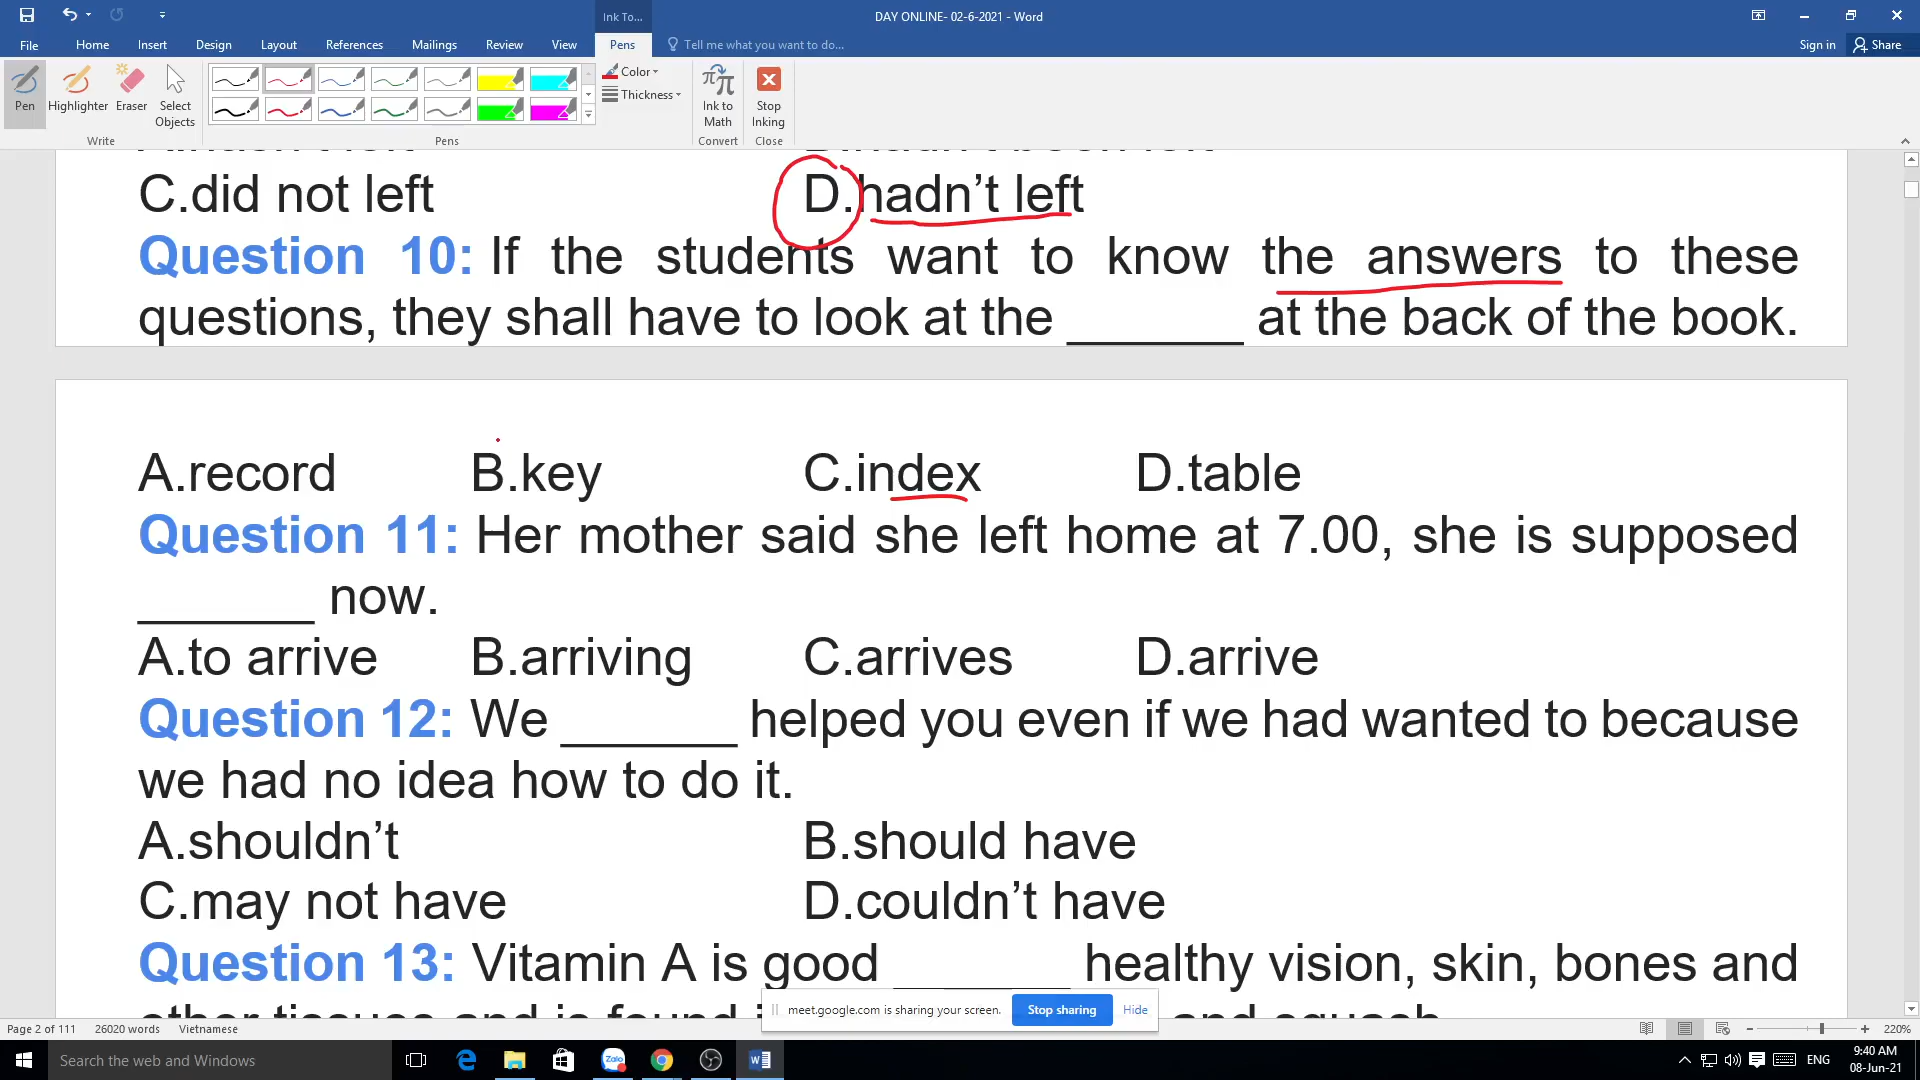 Ink To...
DAY ONLINE- 02-6-2021 - Word
File Home Insert Design Layout References Mailings Review View Pens Tell me what you want to do... Sign in Share
Pen Highlighter Eraser Select Objects
Color
Thickness
Ink to Math
Stop Inking
Write Pens Convert Close
C.did not left D.hadn’t left
Question 10: If the students want to know the answers to these
questions, they shall have to look at the _______ at the back of the book.
A.record B.key C.index D.table
Question 11: Her mother said she left home at 7.00, she is supposed
_______ now.
A.to arrive B.arriving C.arrives D.arrive
Question 12: We _______ helped you even if we had wanted to because
we had no idea how to do it.
A.shouldn’t B.should have
C.may not have D.couldn’t have
Question 13: Vitamin A is good _______ healthy vision, skin, bones and
other tissues and is found and squash
meet.google.com is sharing your screen. Stop sharing Hide
Page 2 of 111 26020 words Vietnamese 220%
Search the web and Windows
Zalo
ENG
9:40 AM
08-Jun-21